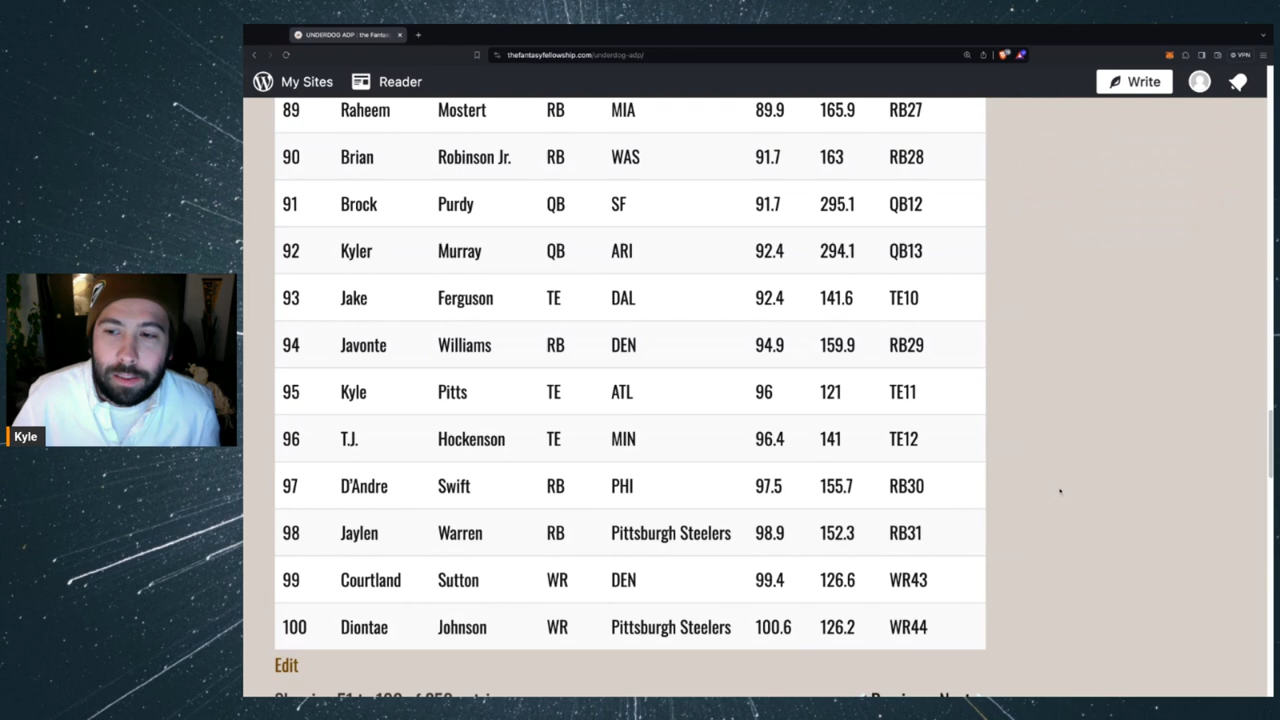 UNDERDOG ADP : the Fantas
thefantasyfellowship.com/underdog-adp/
VPN
My Sites
Reader
Write
89 Raheem Mostert RB MIA 89.9 165.9 RB27
90 Brian Robinson Jr. RB WAS 91.7 163 RB28
91 Brock Purdy QB SF 91.7 295.1 QB12
92 Kyler Murray QB ARI 92.4 294.1 QB13
93 Jake Ferguson TE DAL 92.4 141.6 TE10
94 Javonte Williams RB DEN 94.9 159.9 RB29
95 Kyle Pitts TE ATL 96 121 TE11
96 T.J. Hockenson TE MIN 96.4 141 TE12
97 D'Andre Swift RB PHI 97.5 155.7 RB30
98 Jaylen Warren RB Pittsburgh Steelers 98.9 152.3 RB31
99 Courtland Sutton WR DEN 99.4 126.6 WR43
100 Diontae Johnson WR Pittsburgh Steelers 100.6 126.2 WR44
Edit
Kyle